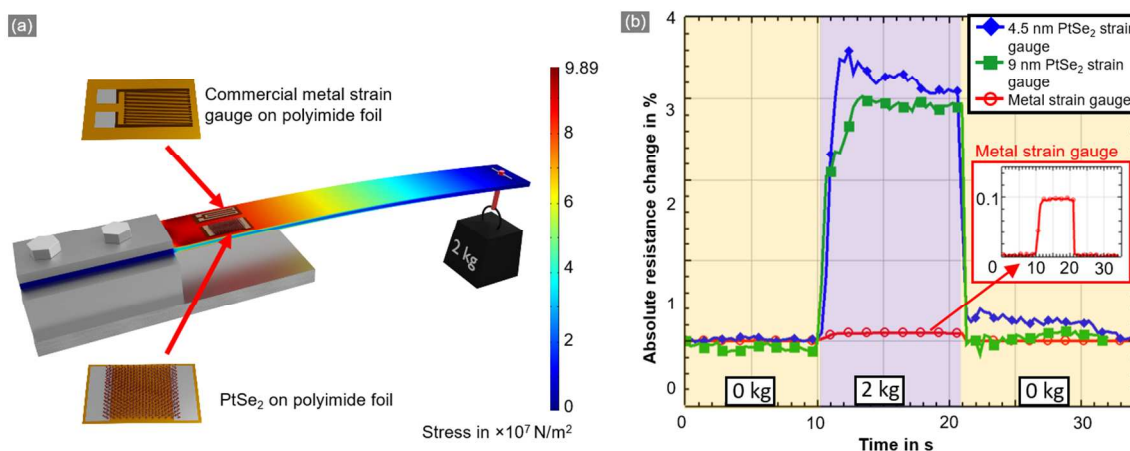 (a)
Commercial metal strain
gauge on polyimide foil
PtSe₂ on polyimide foil
2 kg
9.89
8
6
4
2
0
Stress in ×10⁷ N/m²
(b)
Absolute resistance change in %
4
3
2
1
0
4.5 nm PtSe₂ strain
gauge
9 nm PtSe₂ strain
gauge
Metal strain gauge
Metal strain gauge
0.1
0
10
20
30
0 kg
2 kg
0 kg
0
10
20
30
Time in s